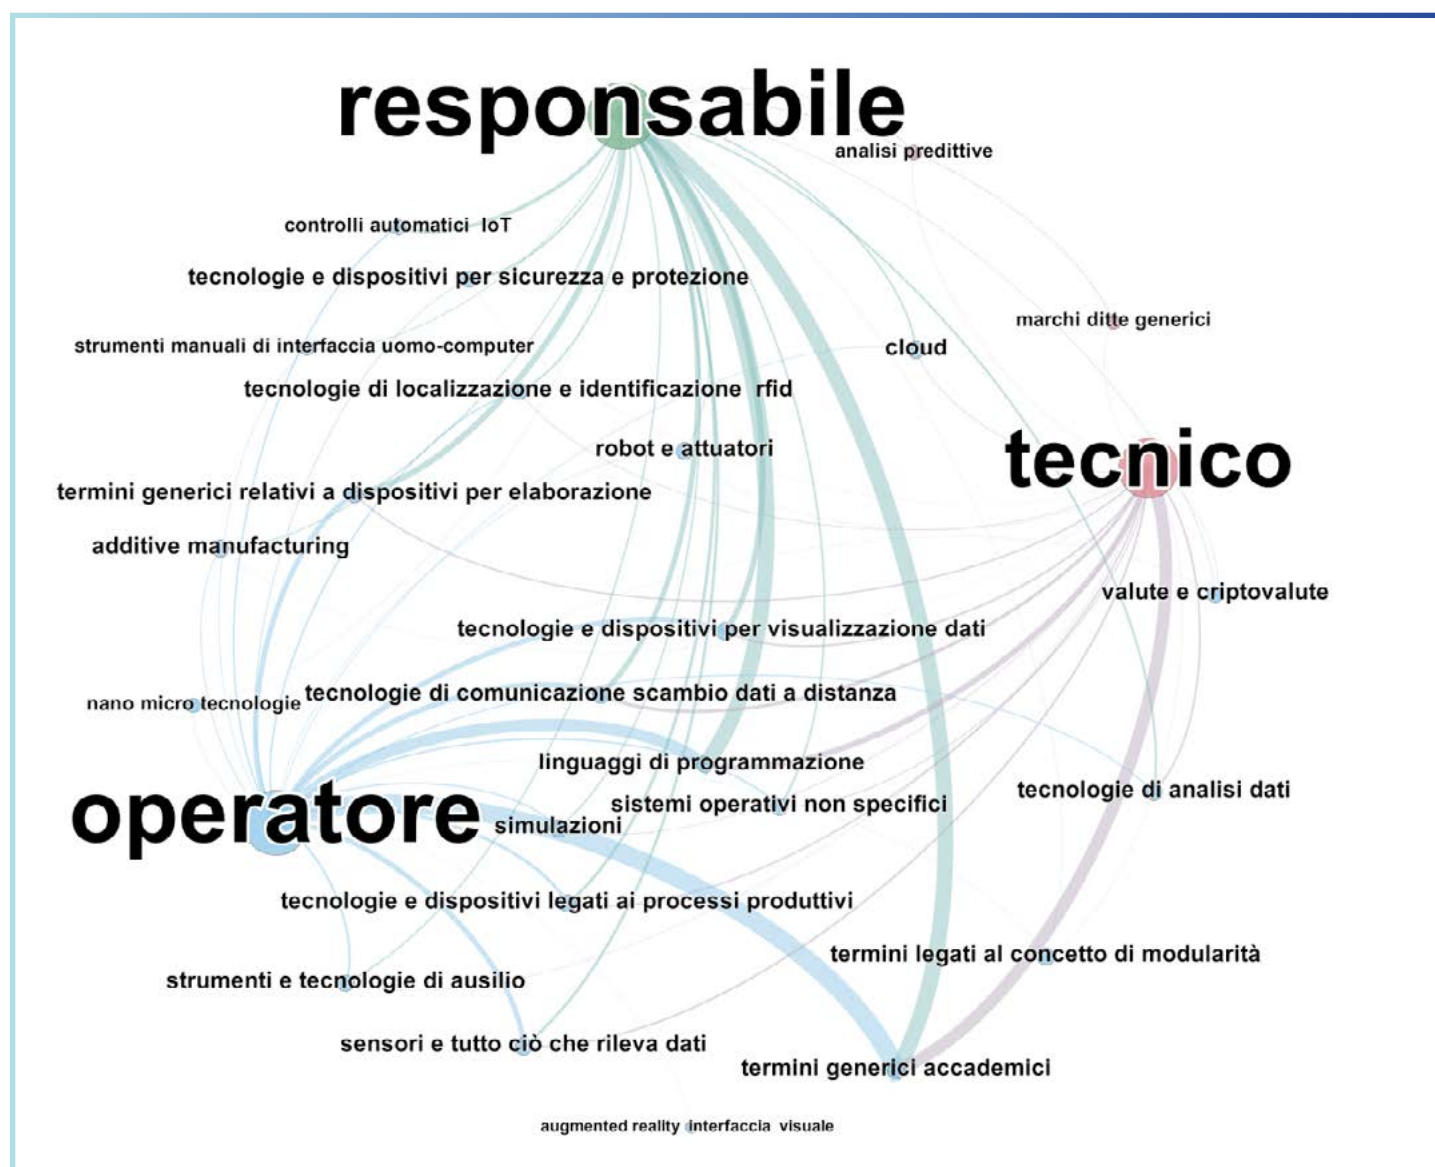 responsabile
analisi predittive
controlli automatici IoT
tecnologie e dispositivi per sicurezza e protezione
marchi ditte generici
strumenti manuali di interfaccia uomo-computer
cloud
tecnologie di localizzazione e identificazione rfid
robot e attuatori
tecnico
termini generici relativi a dispositivi per elaborazione
additive manufacturing
valute e criptovalute
tecnologie e dispositivi per visualizzazione dati
nano micro tecnologie
tecnologie di comunicazione scambio dati a distanza
linguaggi di programmazione
tecnologie di analisi dati
operatore
sistemi operativi non specifici
simulazioni
tecnologie e dispositivi legati ai processi produttivi
termini legati al concetto di modularità
strumenti e tecnologie di ausilio
sensori e tutto ciò che rileva dati
termini generici accademici
augmented reality interfaccia visuale